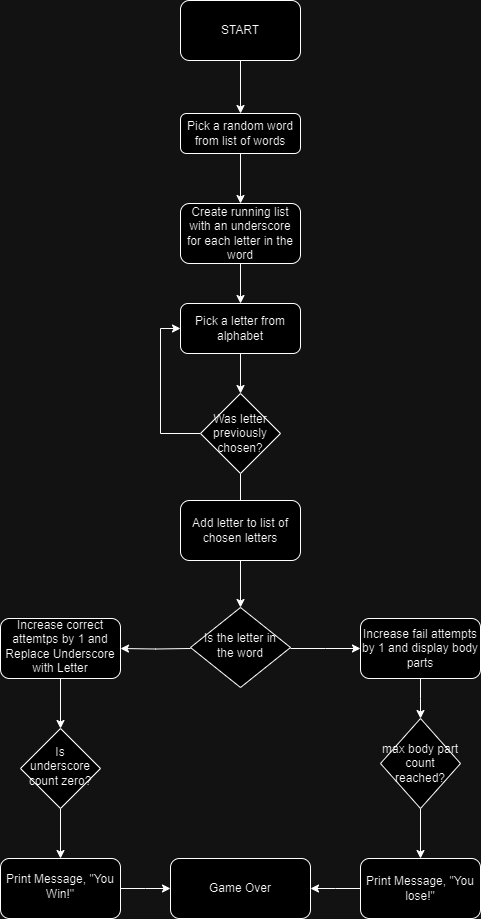 START
Pick a random word
from list of words
Create running list
with an underscore
for each letter in the
word
Pick a letter from
alphabet
Was letter
previously
chosen?
Add letter to list of
chosen letters
Is the letter in
the word
Increase correct
attemtps by 1 and
Replace Underscore
with Letter
Increase fail attempts
by 1 and display body
parts
Is
underscore
count zero?
max body part
count
reached?
Print Message, "You
Win!"
Game Over
Print Message, "You
lose!"